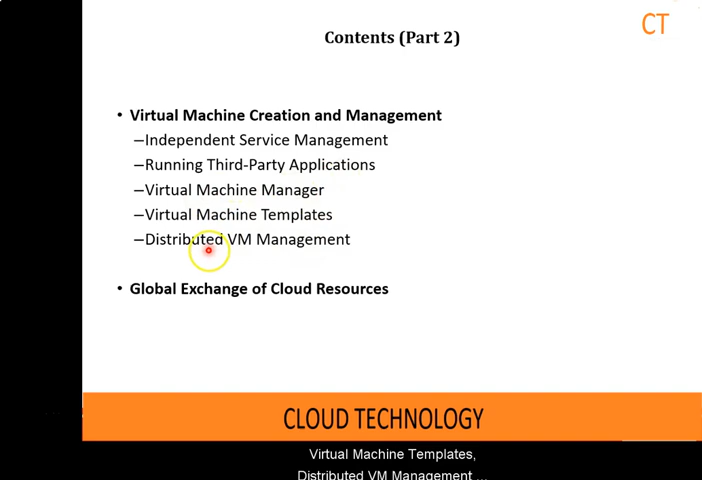 Contents (Part 2)
CT
• Virtual Machine Creation and Management
–Independent Service Management
–Running Third-Party Applications
–Virtual Machine Manager
–Virtual Machine Templates
–Distributed VM Management
• Global Exchange of Cloud Resources
CLOUD TECHNOLOGY
Virtual Machine Templates,
Distributed VM Management ...